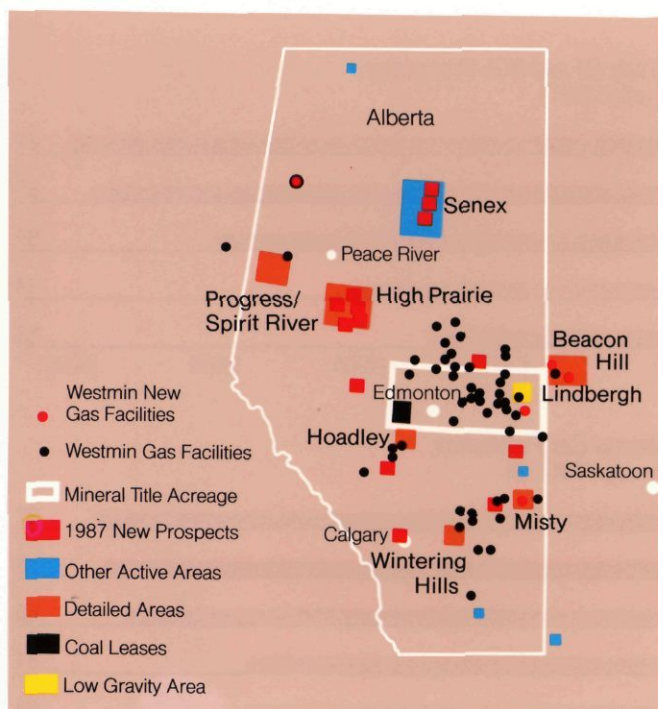 Alberta
Senex
Peace River
Progress/
Spirit River
High Prairie
Beacon
Hill
Edmonton
Lindbergh
Hoadley
Saskatoon
Misty
Calgary
Wintering
Hills
Westmin New
Gas Facilities
Westmin Gas Facilities
Mineral Title Acreage
1987 New Prospects
Other Active Areas
Detailed Areas
Coal Leases
Low Gravity Area